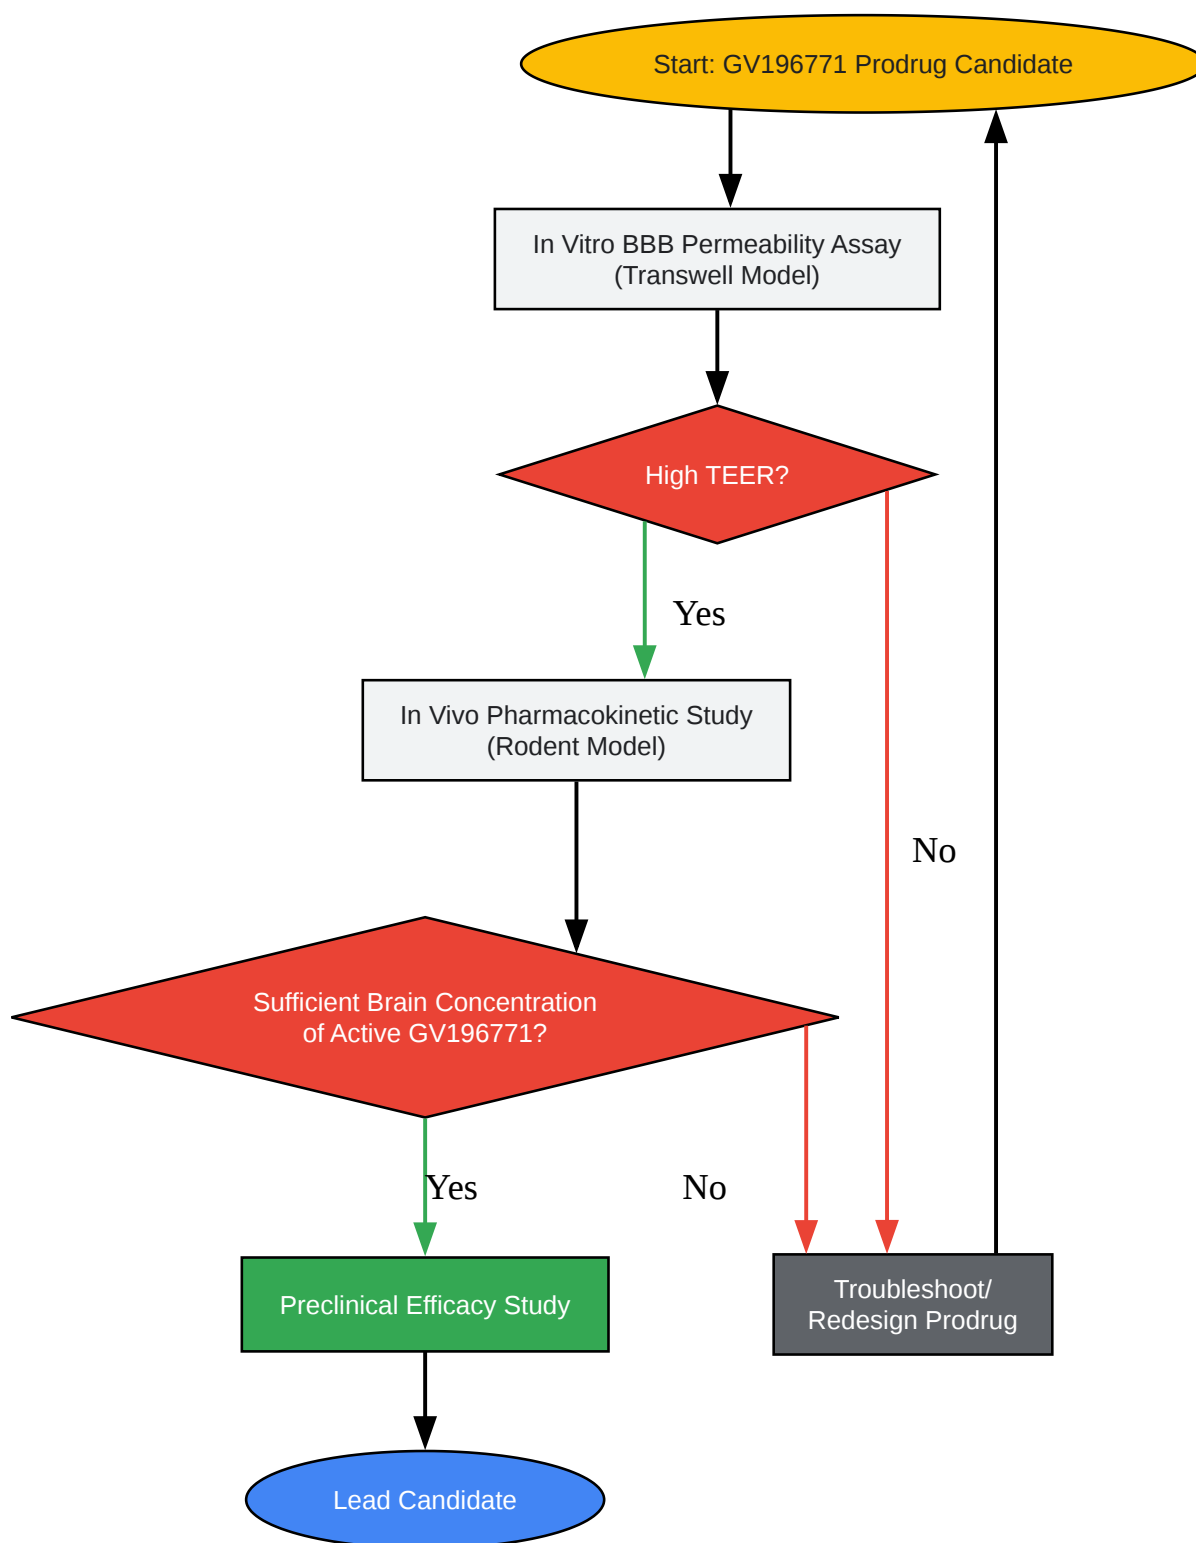 Start: GV196771 Prodrug Candidate
In Vitro BBB Permeability Assay
(Transwell Model)
High TEER?
Yes
In Vivo Pharmacokinetic Study
(Rodent Model)
No
Sufficient Brain Concentration
of Active GV196771?
Yes
No
Preclinical Efficacy Study
Troubleshoot/
Redesign Prodrug
Lead Candidate